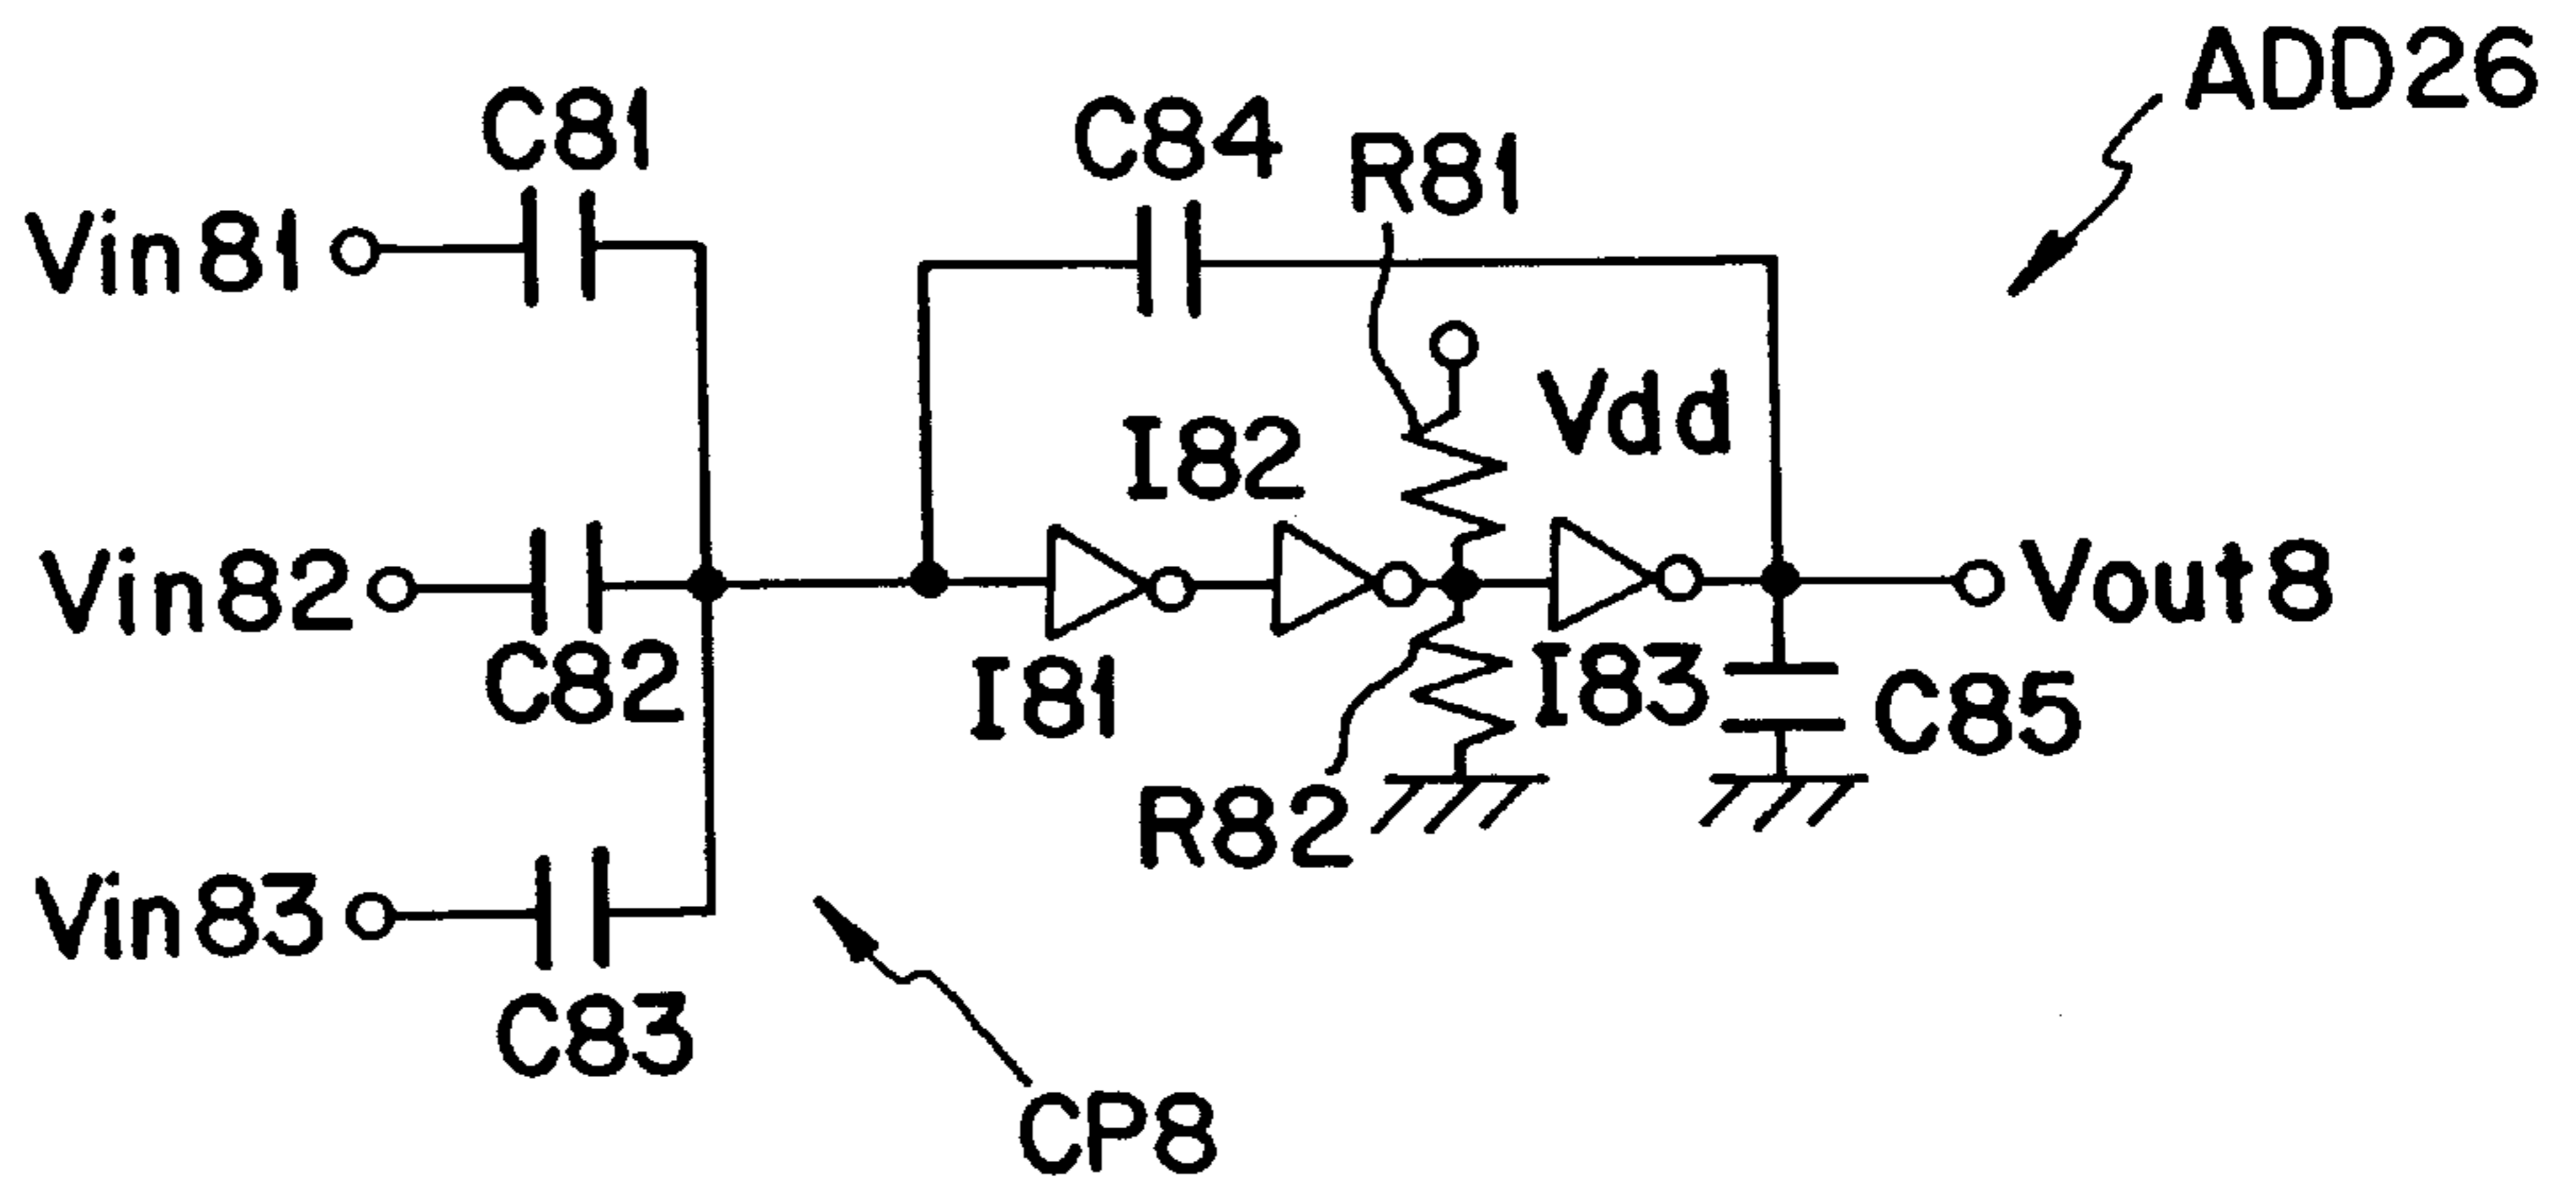 ADD26
C81
C84
R81
Vin81
Vdd
I82
Vin82
Vout8
C82
I81
I83
C85
R82
Vin83
C83
CP8